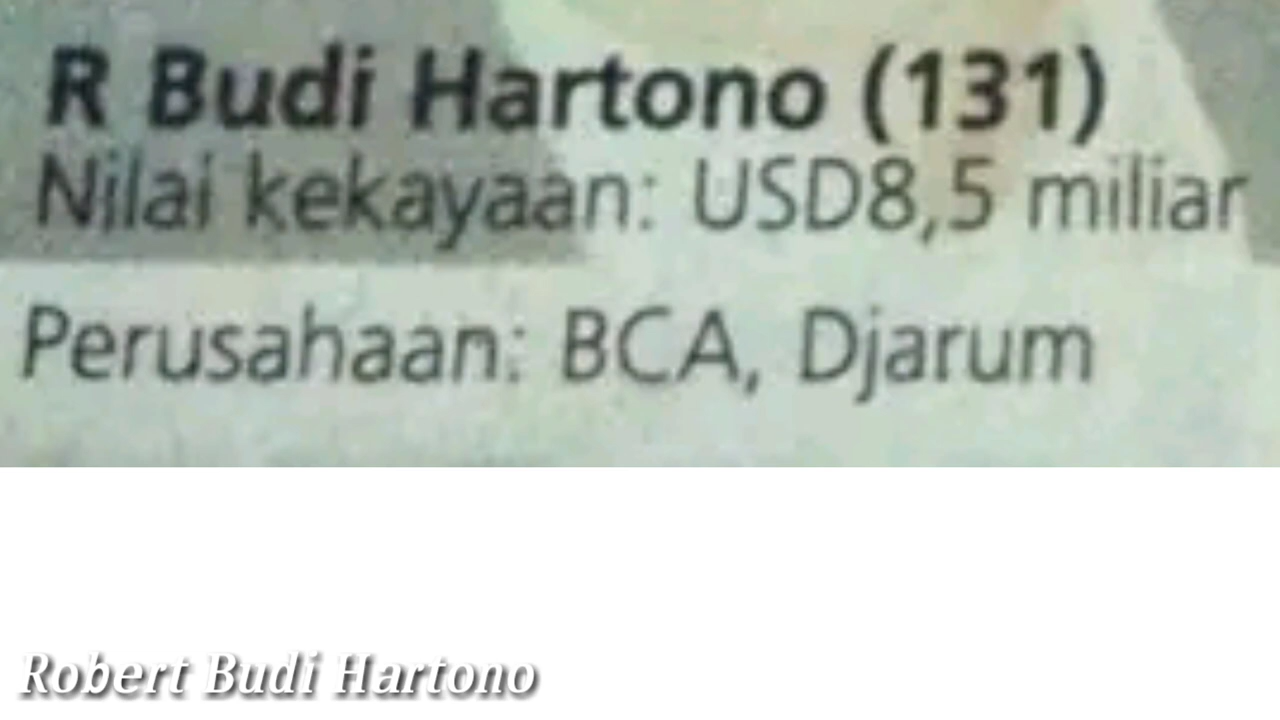 R Budi Hartono (131)
Nilai kekayaan: USD8,5 miliar
Perusahaan: BCA, Djarum
Robert Budi Hartono